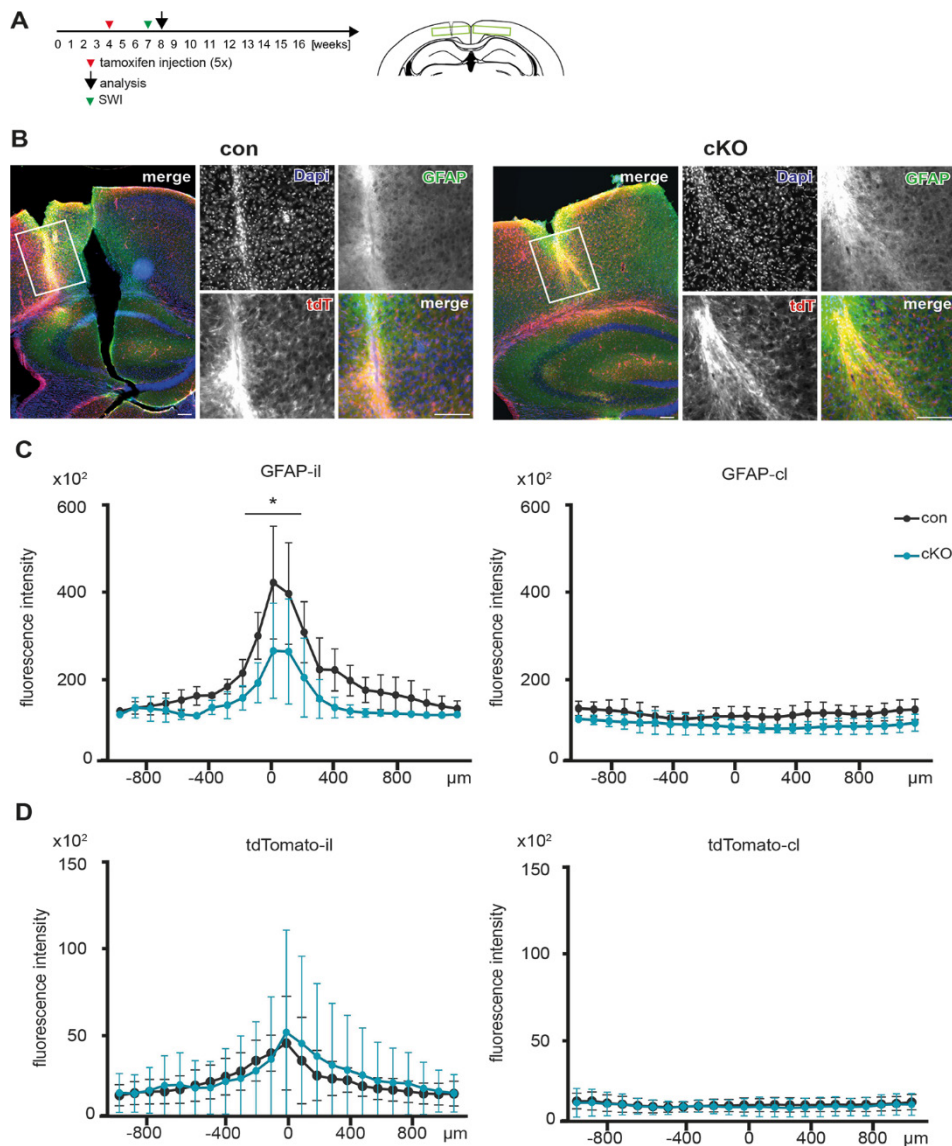 A
0 1 2 3 4 5 6 7 8 9 10 11 12 13 14 15 16 [weeks]
tamoxifen injection (5x)
analysis
SWI
B
con
merge
Dapi
GFAP
tdT
merge
cKO
merge
Dapi
GFAP
tdT
merge
C
GFAP-il
x10²
600
400
200
0
fluorescence intensity
*
-800 -400 0 400 800 µm
GFAP-cl
x10²
600
400
200
0
fluorescence intensity
con
cKO
-800 -400 0 400 800 µm
D
tdTomato-il
x10²
150
100
50
0
fluorescence intensity
-800 -400 0 400 800 µm
tdTomato-cl
x10²
150
100
50
0
fluorescence intensity
-800 -400 0 400 800 µm